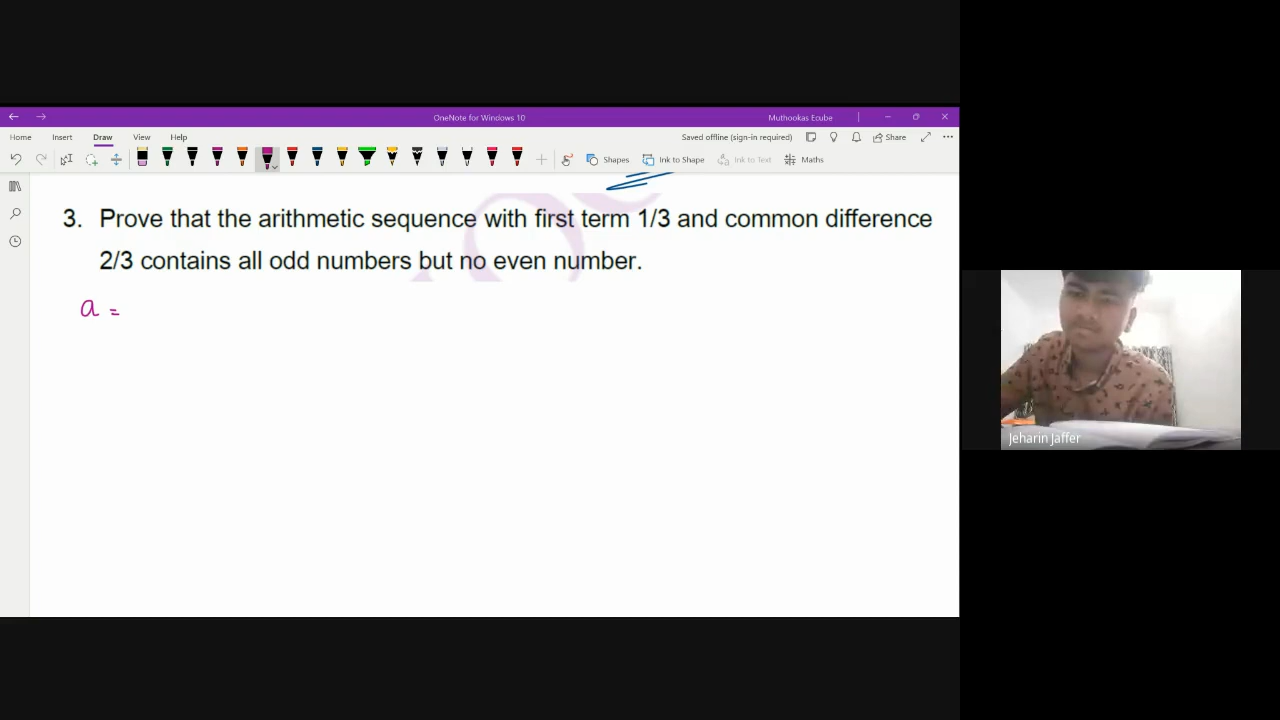 OneNote for Windows 10
Muthookas Ecube
Home Insert Draw View Help
Saved offline (sign-in required)
Share
Shapes
Ink to Shape
Ink to Text
Maths
3. Prove that the arithmetic sequence with first term 1/3 and common difference
2/3 contains all odd numbers but no even number.
a =
Jeharin Jaffer